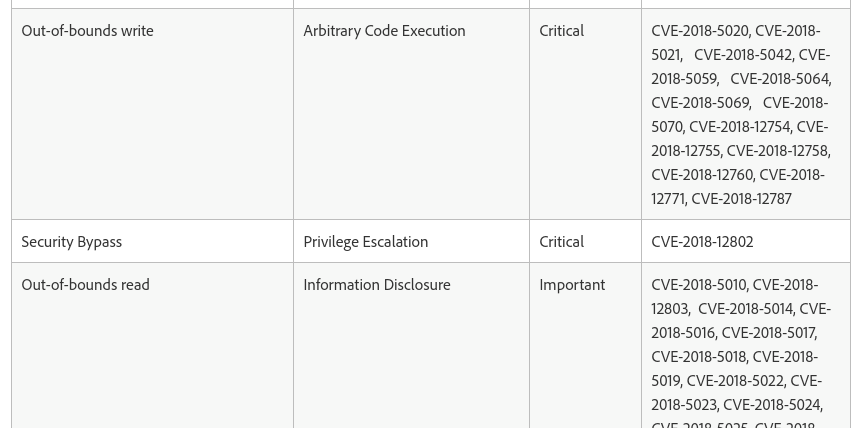 Out-of-bounds write
Arbitrary Code Execution
Critical
CVE-2018-5020, CVE-2018-
5021,   CVE-2018-5042, CVE-
2018-5059,   CVE-2018-5064,
CVE-2018-5069,   CVE-2018-
5070, CVE-2018-12754, CVE-
2018-12755, CVE-2018-12758,
CVE-2018-12760, CVE-2018-
12771, CVE-2018-12787
Security Bypass
Privilege Escalation
Critical
CVE-2018-12802
Out-of-bounds read
Information Disclosure
Important
CVE-2018-5010, CVE-2018-
12803,  CVE-2018-5014, CVE-
2018-5016, CVE-2018-5017,
CVE-2018-5018, CVE-2018-
5019, CVE-2018-5022, CVE-
2018-5023, CVE-2018-5024,
CVE-2018-5025, CVE-2018-